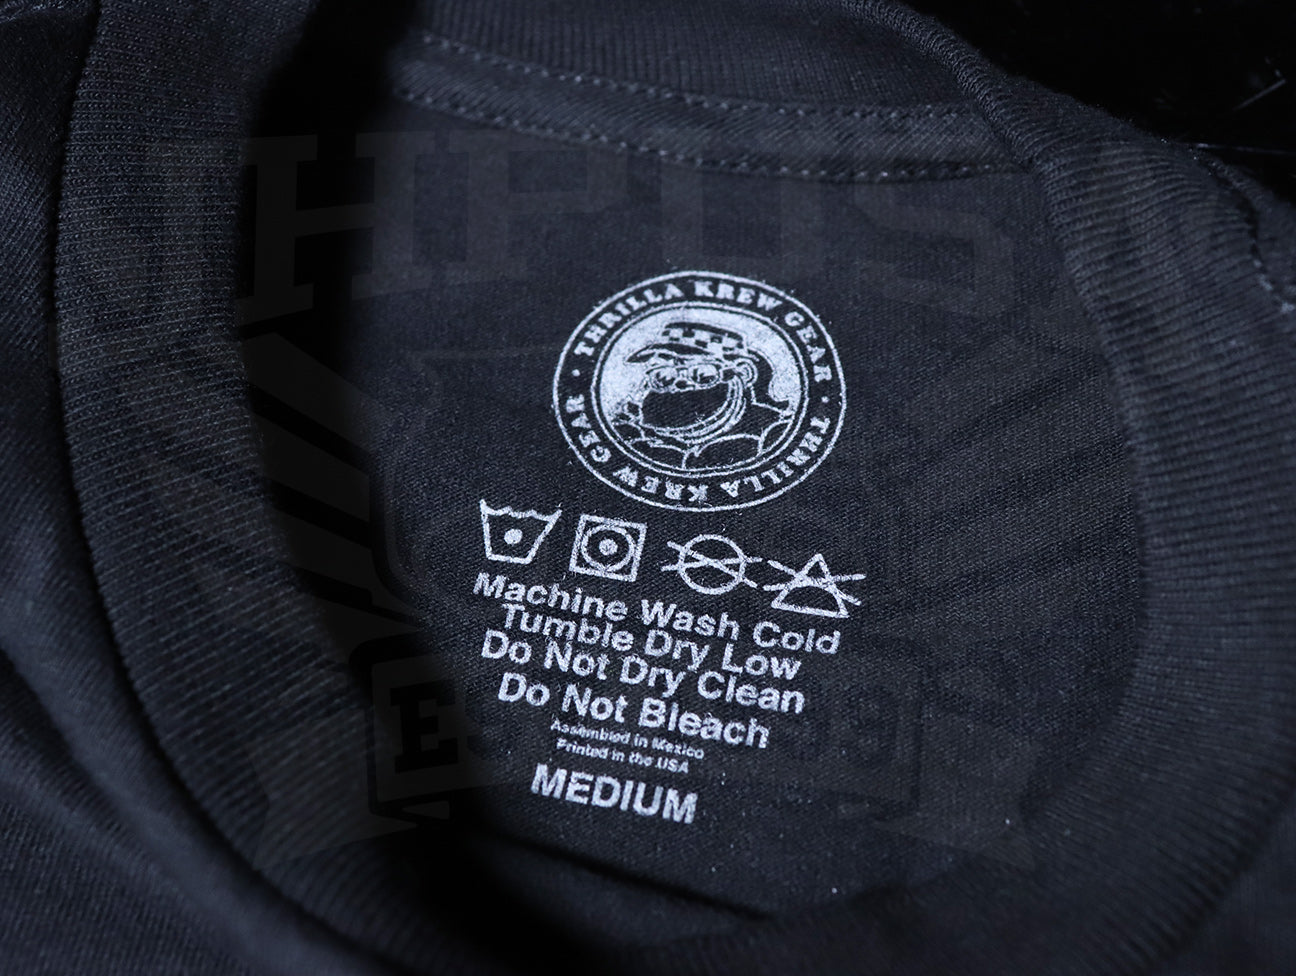 THRILLA KREW GEAR · THRILLA KREW GEAR ·
Machine Wash Cold
Tumble Dry Low
Do Not Dry Clean
Do Not Bleach
Assembled in Mexico
Printed in the USA
MEDIUM
HPUS